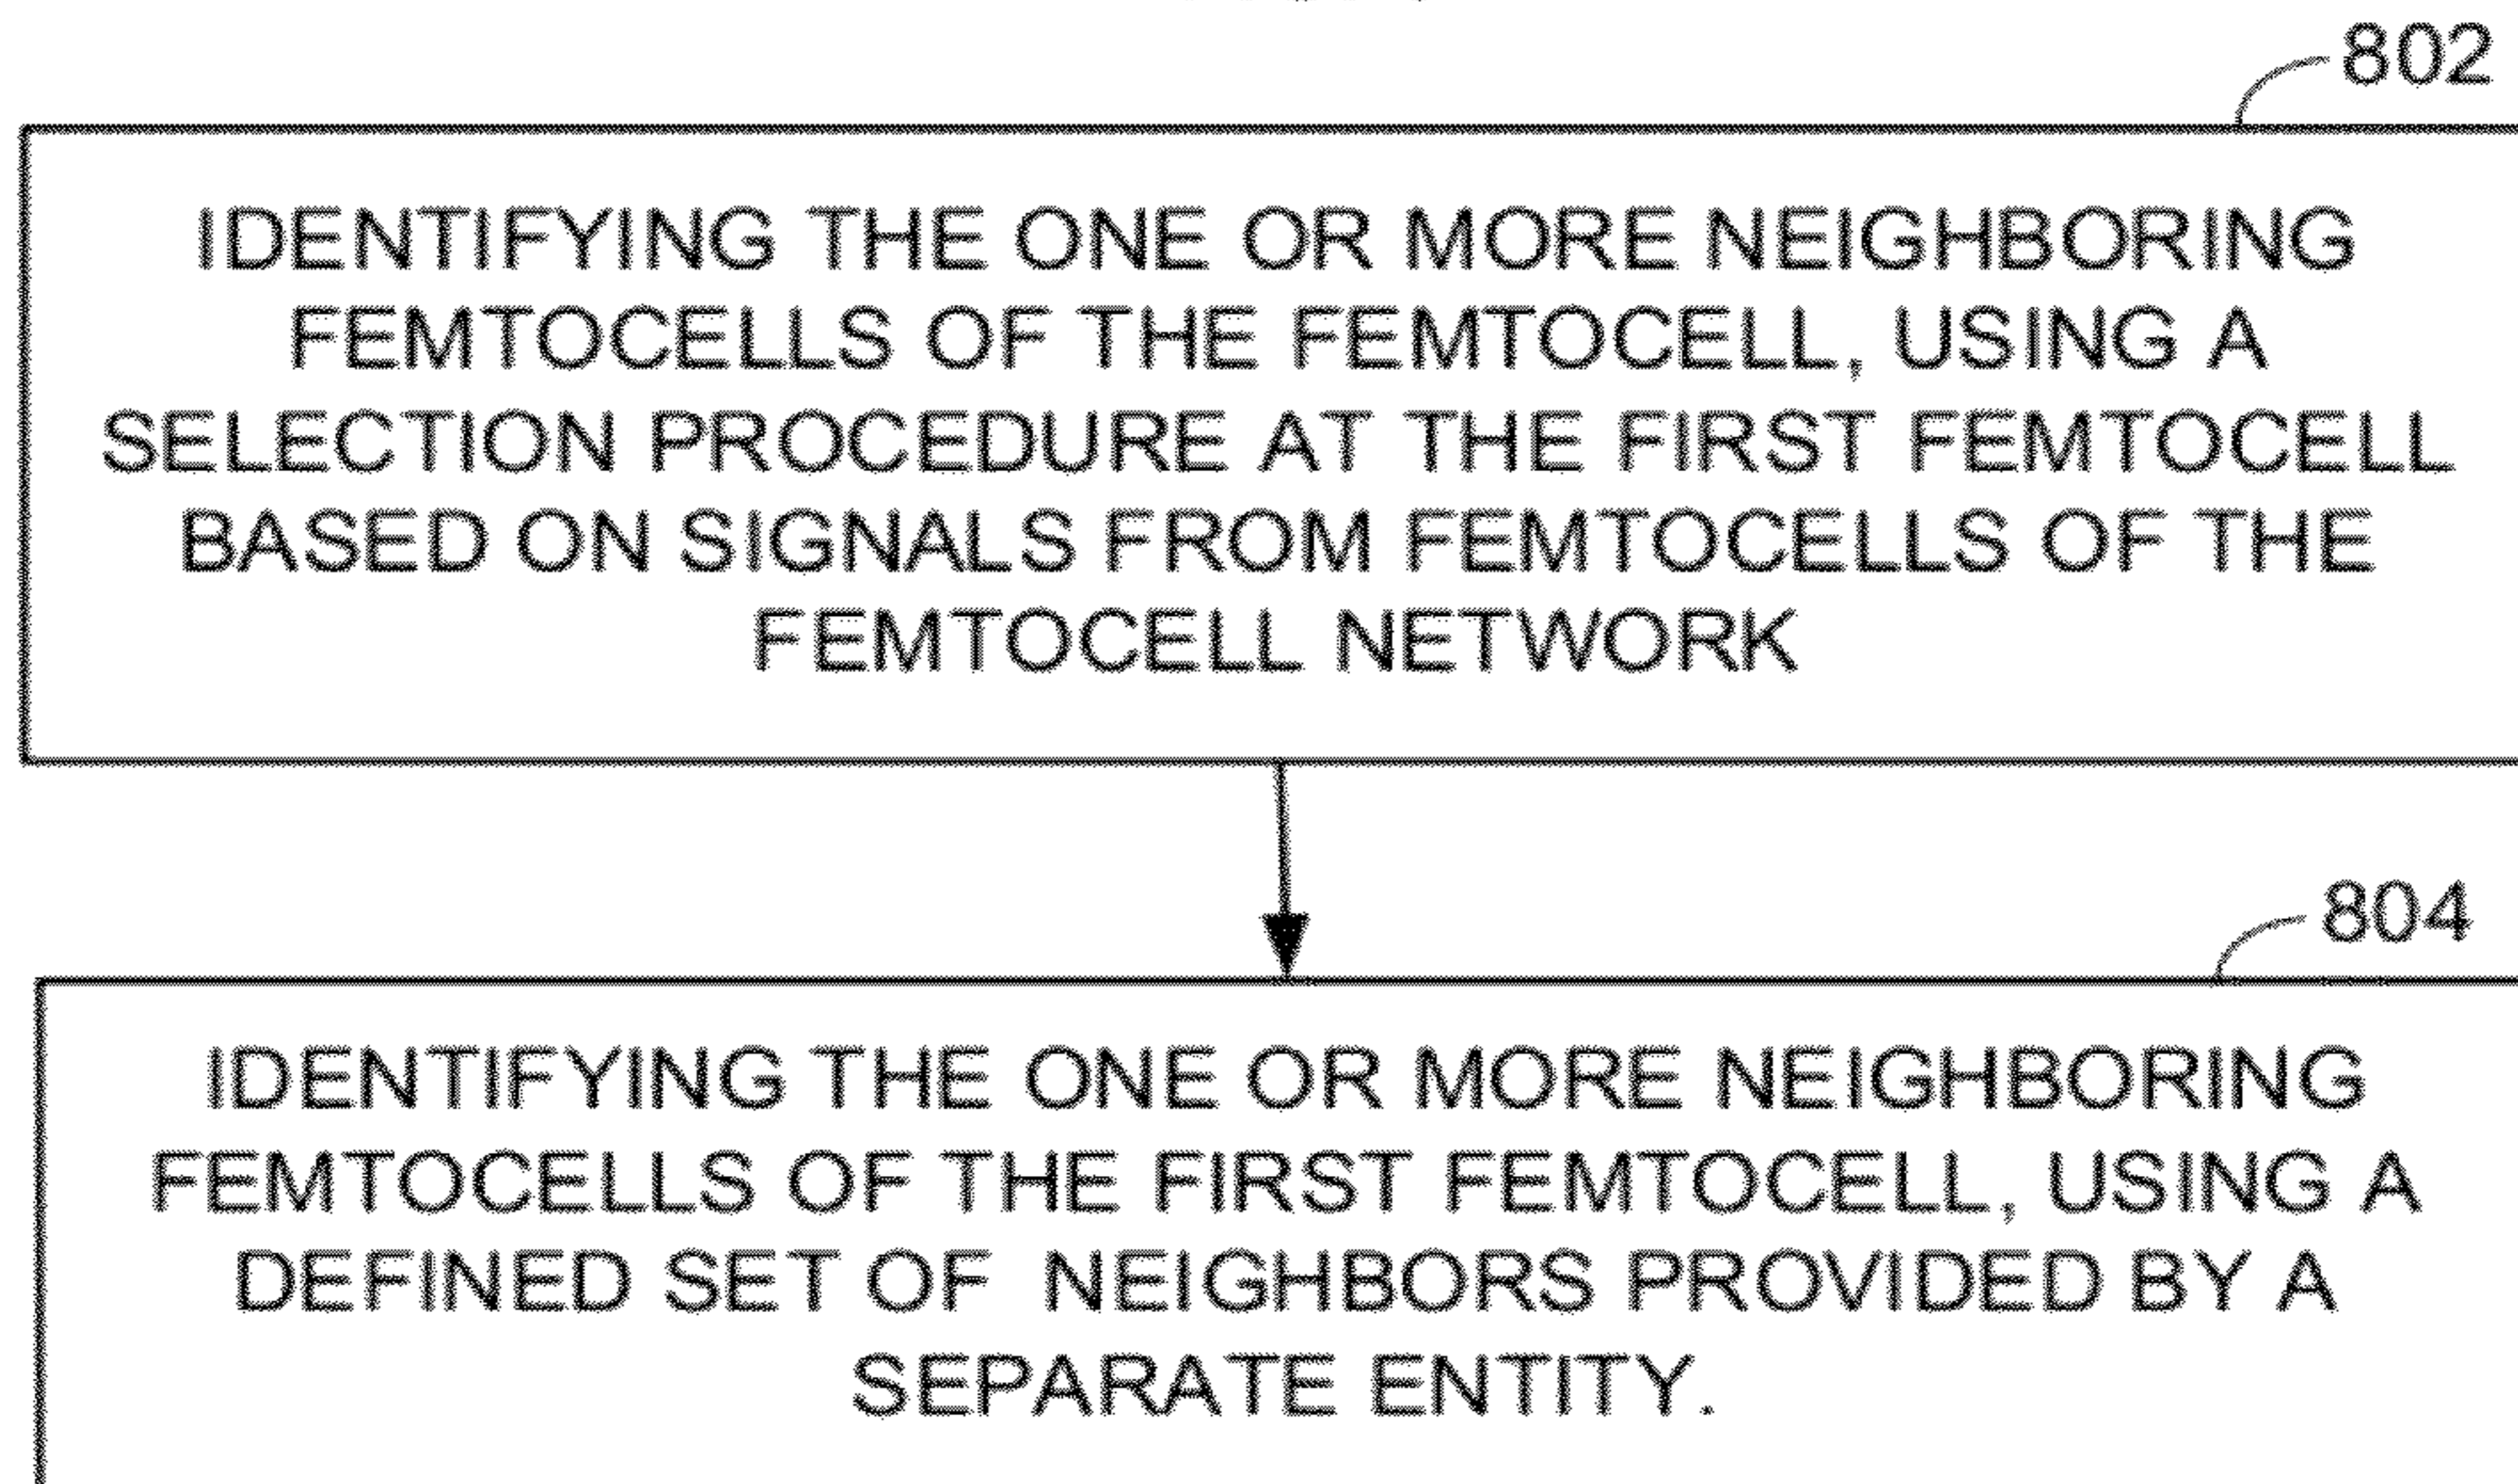 802
IDENTIFYING THE ONE OR MORE NEIGHBORING
FEMTOCELLS OF THE FEMTOCELL, USING A
SELECTION PROCEDURE AT THE FIRST FEMTOCELL
BASED ON SIGNALS FROM FEMTOCELLS OF THE
FEMTOCELL NETWORK
804
IDENTIFYING THE ONE OR MORE NEIGHBORING
FEMTOCELLS OF THE FIRST FEMTOCELL, USING A
DEFINED SET OF NEIGHBORS PROVIDED BY A
SEPARATE ENTITY.